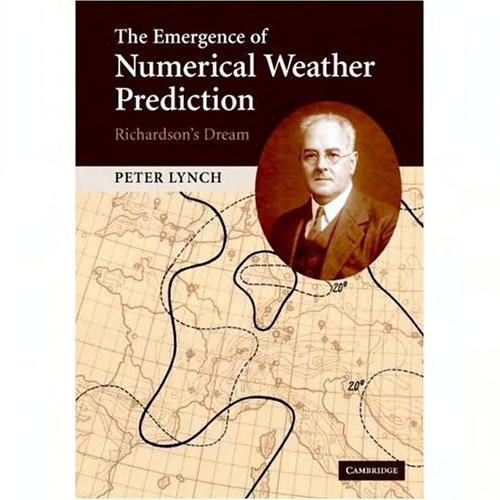 The Emergence of
Numerical Weather
Prediction
Richardson's Dream
PETER LYNCH
20°
20°
CAMBRIDGE